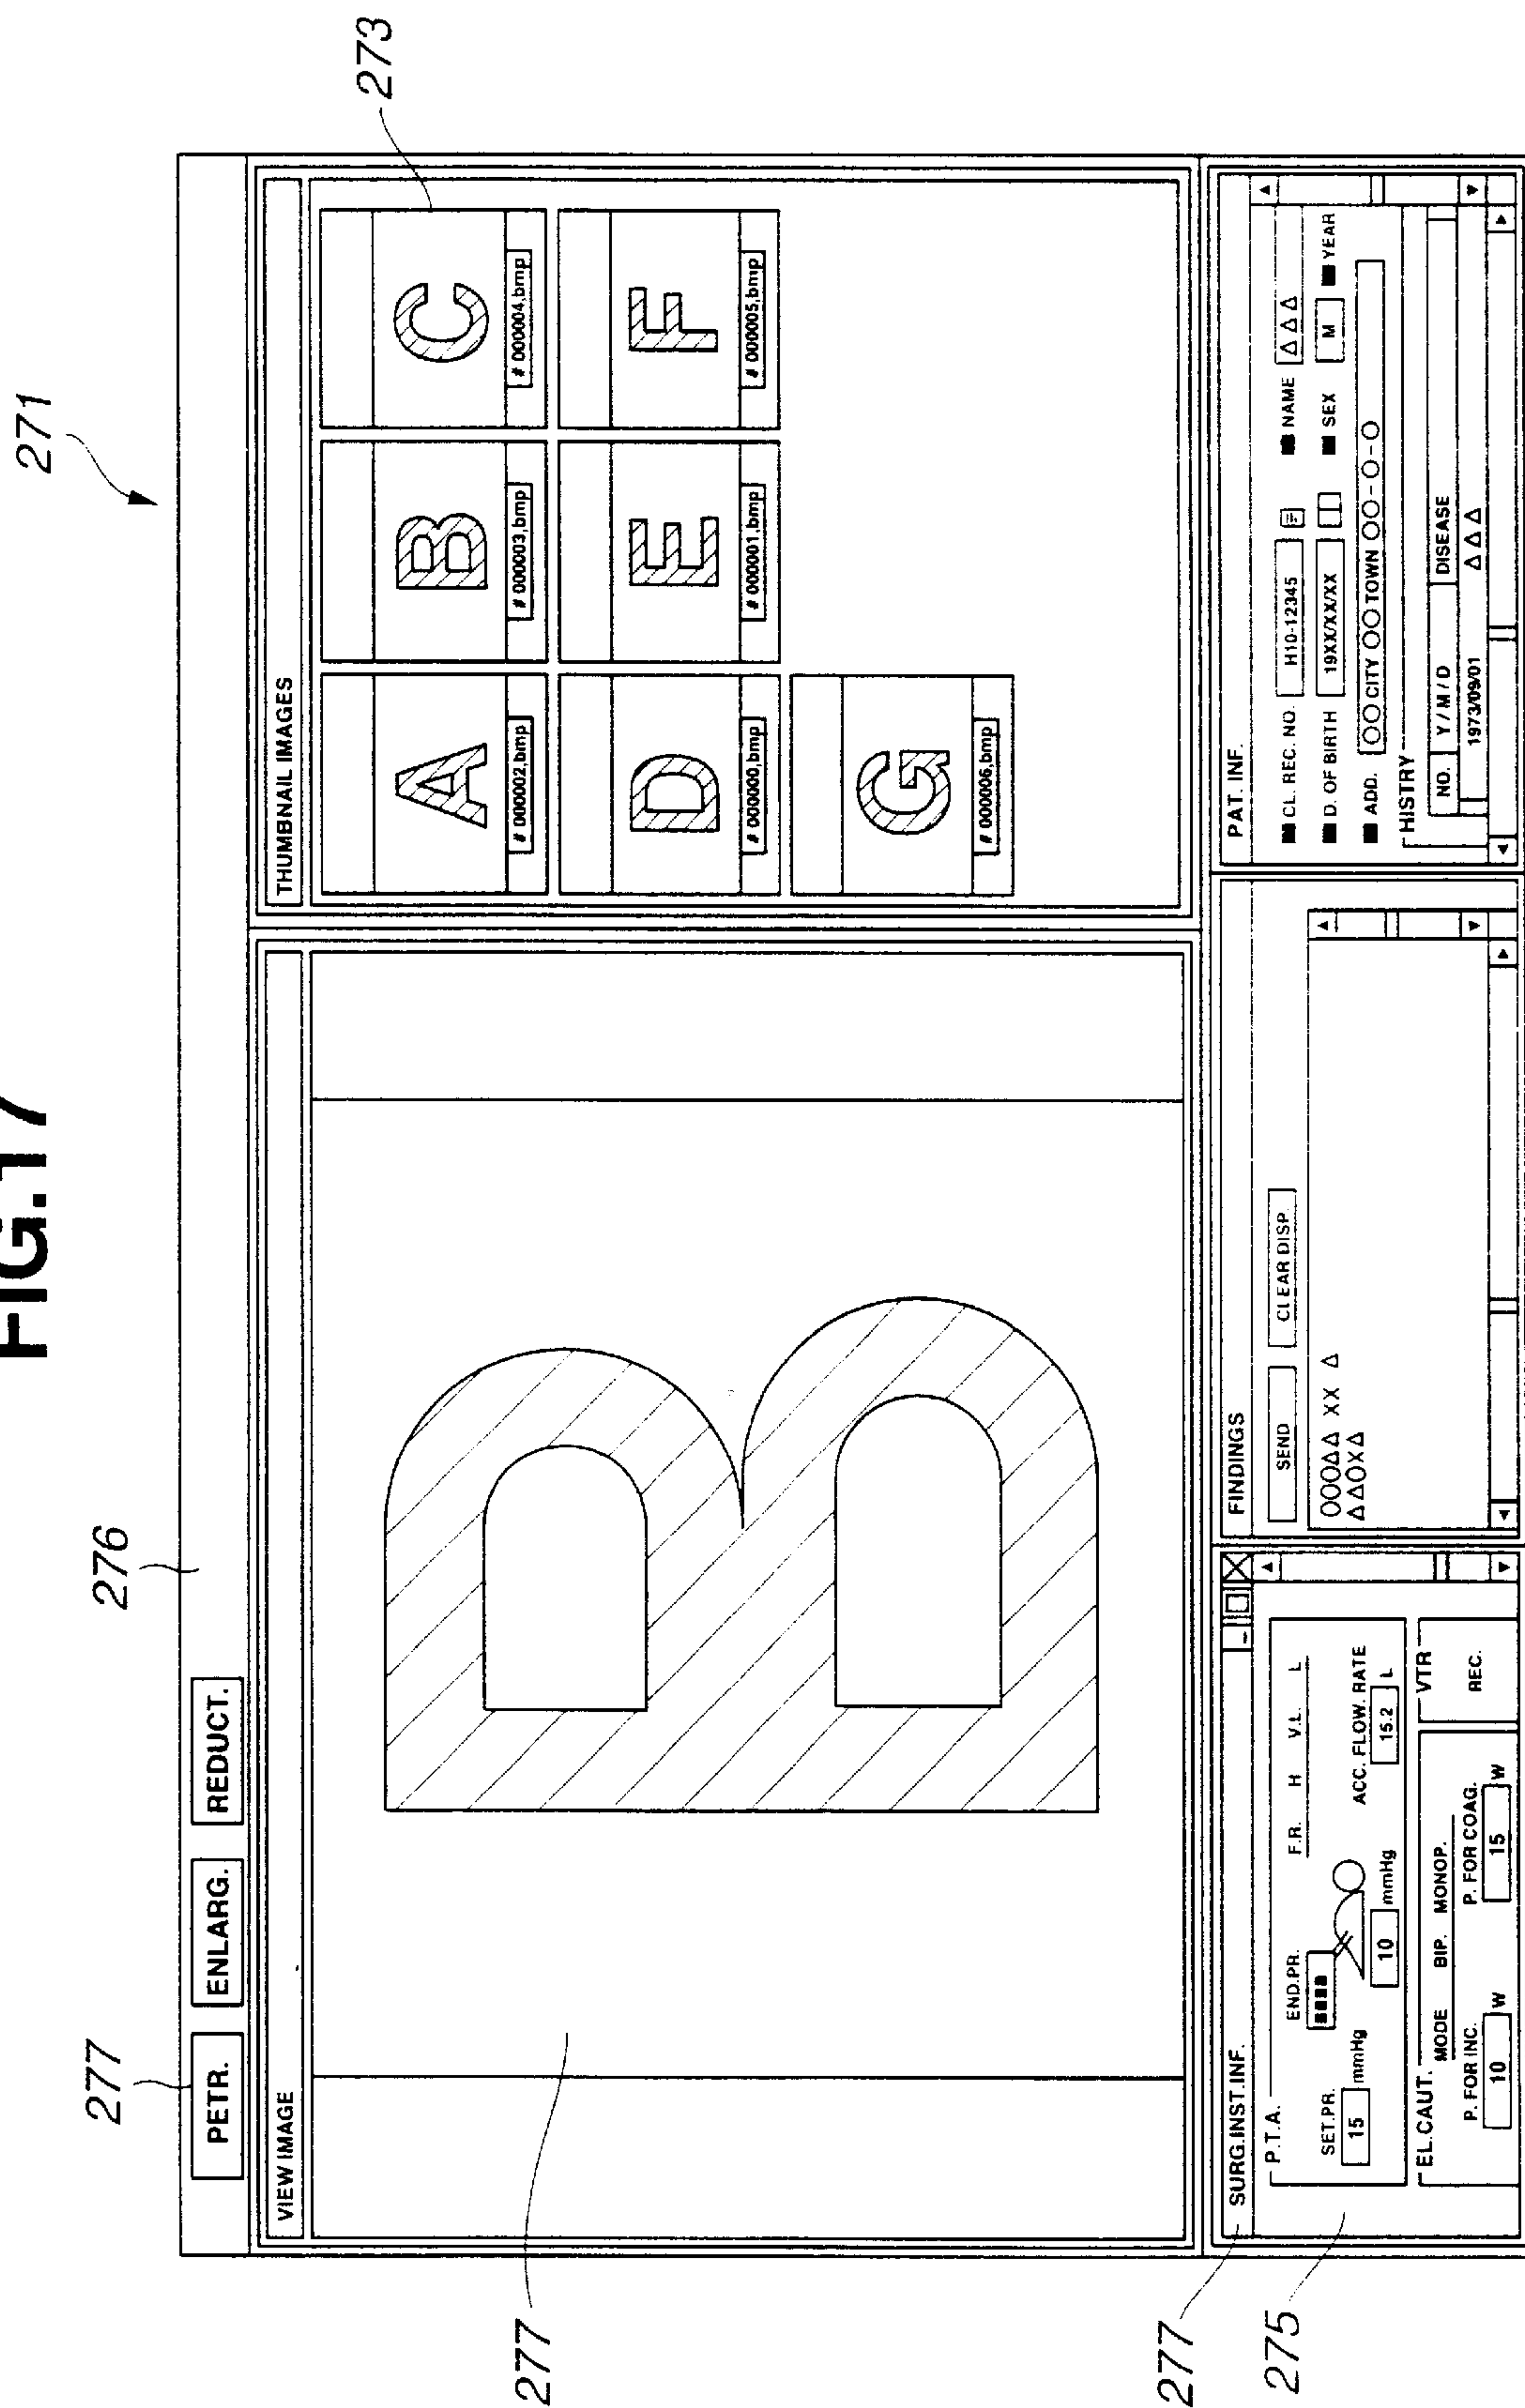 FIG.17
271
276
277
PETR.
ENLARG.
REDUCT.
VIEW IMAGE
THUMBNAIL IMAGES
273
B
A
B
C
# 000002,bmp
# 000003,bmp
# 000004,bmp
D
E
F
# 000000,bmp
# 000001,bmp
# 000005,bmp
G
# 000006,bmp
277
277
275
SURG.INST.INF.
P.T.A.
END.PR.
F.R. H V.L. L
SET.PR.
15 mmHg
10 mmHg
ACC. FLOW. RATE
15.2 L
EL.CAUT.
MODE BIP. MONOP.
P. FOR INC.
10 W
P. FOR COAG.
15 W
VTR
REC.
FINDINGS
SEND
CLEAR DISP.
OOOΔΔ XX Δ
ΔΔOXΔ
PAT. INF.
■ CL. REC. NO. H10-12345
■ NAME ΔΔΔ
■ D. OF BIRTH 19XX/XX/XX
■ SEX M ■ YEAR
■ ADD. ○○ CITY ○○ TOWN ○○-○-○
HISTRY
NO. Y / M / D DISEASE
1973/09/01 ΔΔΔ